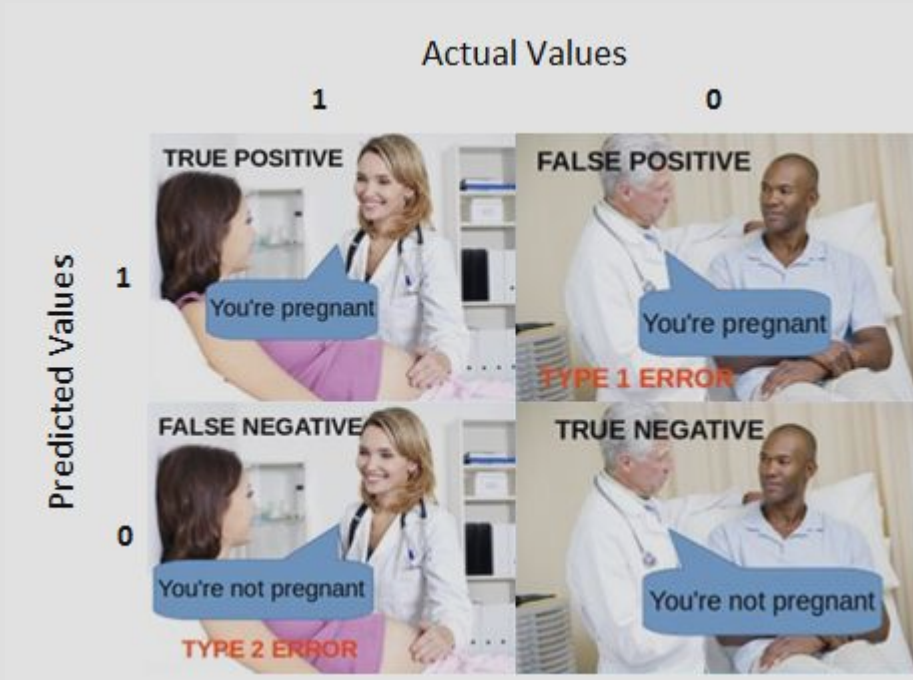 Actual Values
1
0
TRUE POSITIVE
FALSE POSITIVE
Predicted Values
1
You're pregnant
You're pregnant
TYPE 1 ERROR
FALSE NEGATIVE
TRUE NEGATIVE
0
You're not pregnant
You're not pregnant
TYPE 2 ERROR